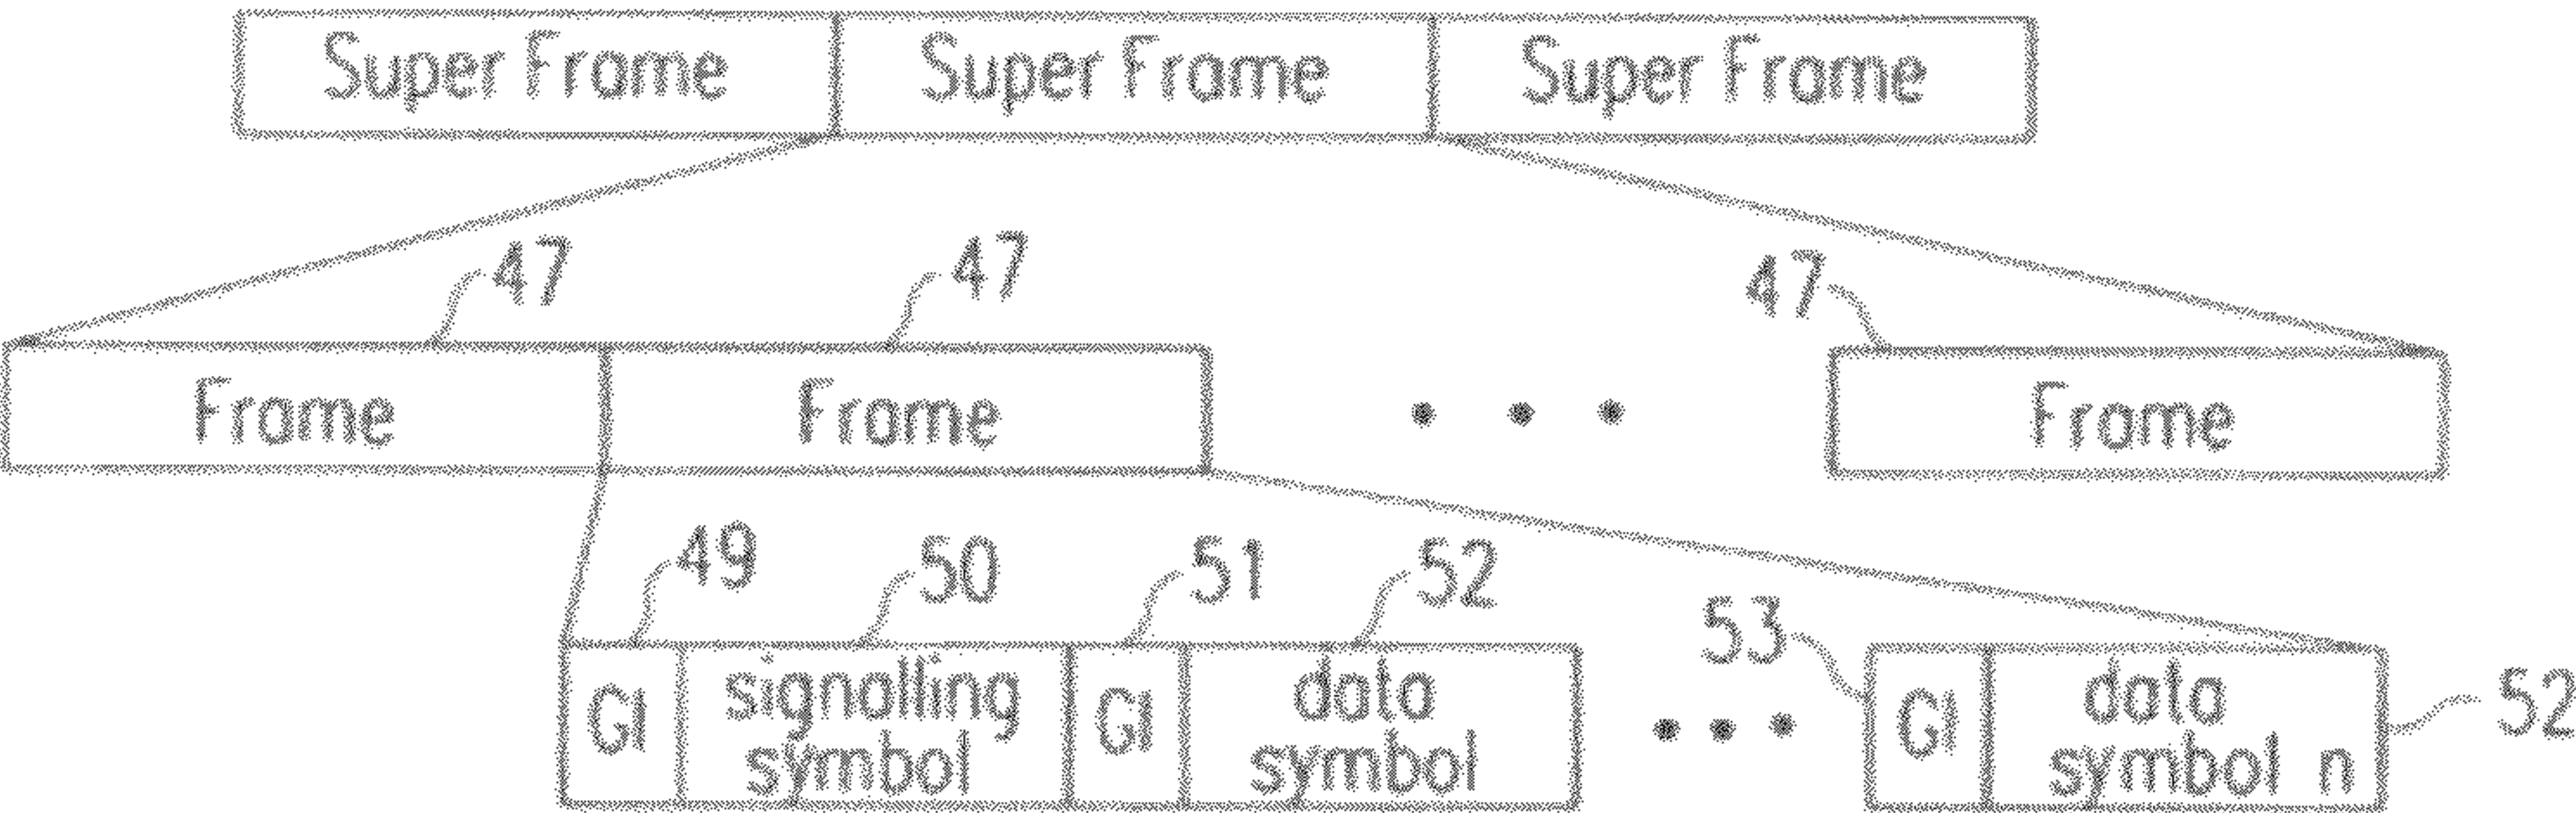 Super Frame Super Frame Super Frame
47 47 47
Frame Frame Frame
49 50 51 52 53
GI signalling symbol GI data symbol GI data symbol n 52